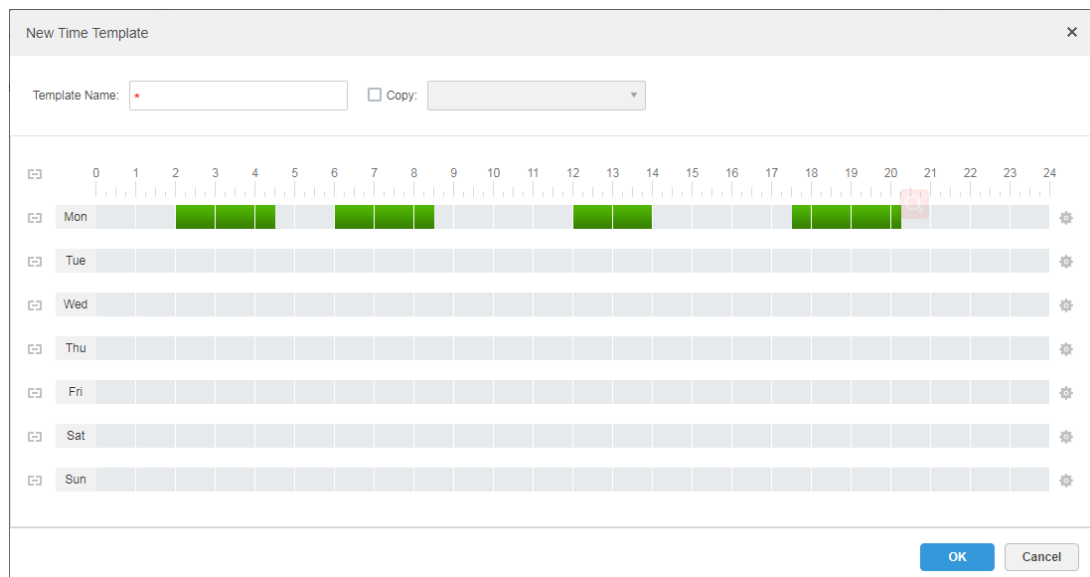 New Time Template ×
Template Name: * Copy:
0 1 2 3 4 5 6 7 8 9 10 11 12 13 14 15 16 17 18 19 20 21 22 23 24
Mon
Tue
Wed
Thu
Fri
Sat
Sun
OK Cancel